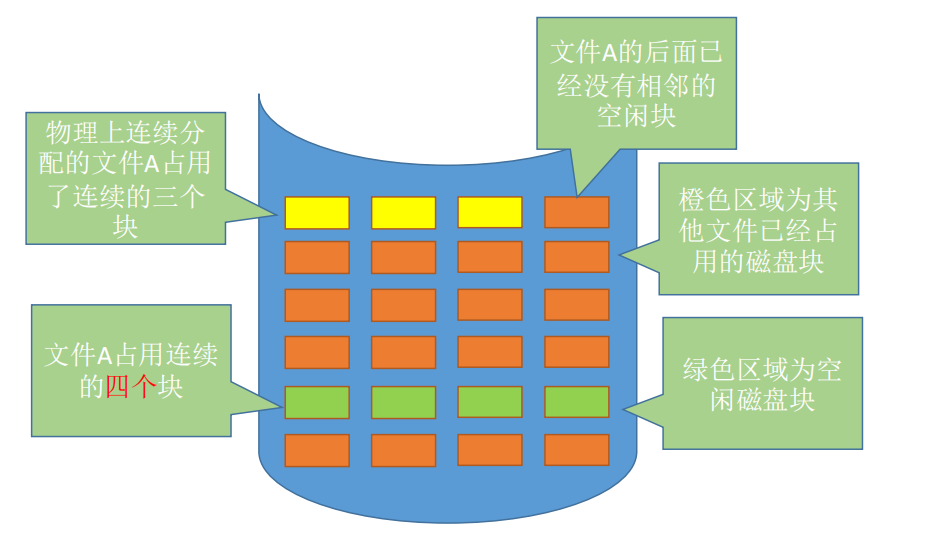 文件A的后面已
经没有相邻的
空闲块
物理上连续分
配的文件A占用
了连续的三个
块
橙色区域为其
他文件已经占
用的磁盘块
文件A占用连续
的四个块
绿色区域为空
闲磁盘块